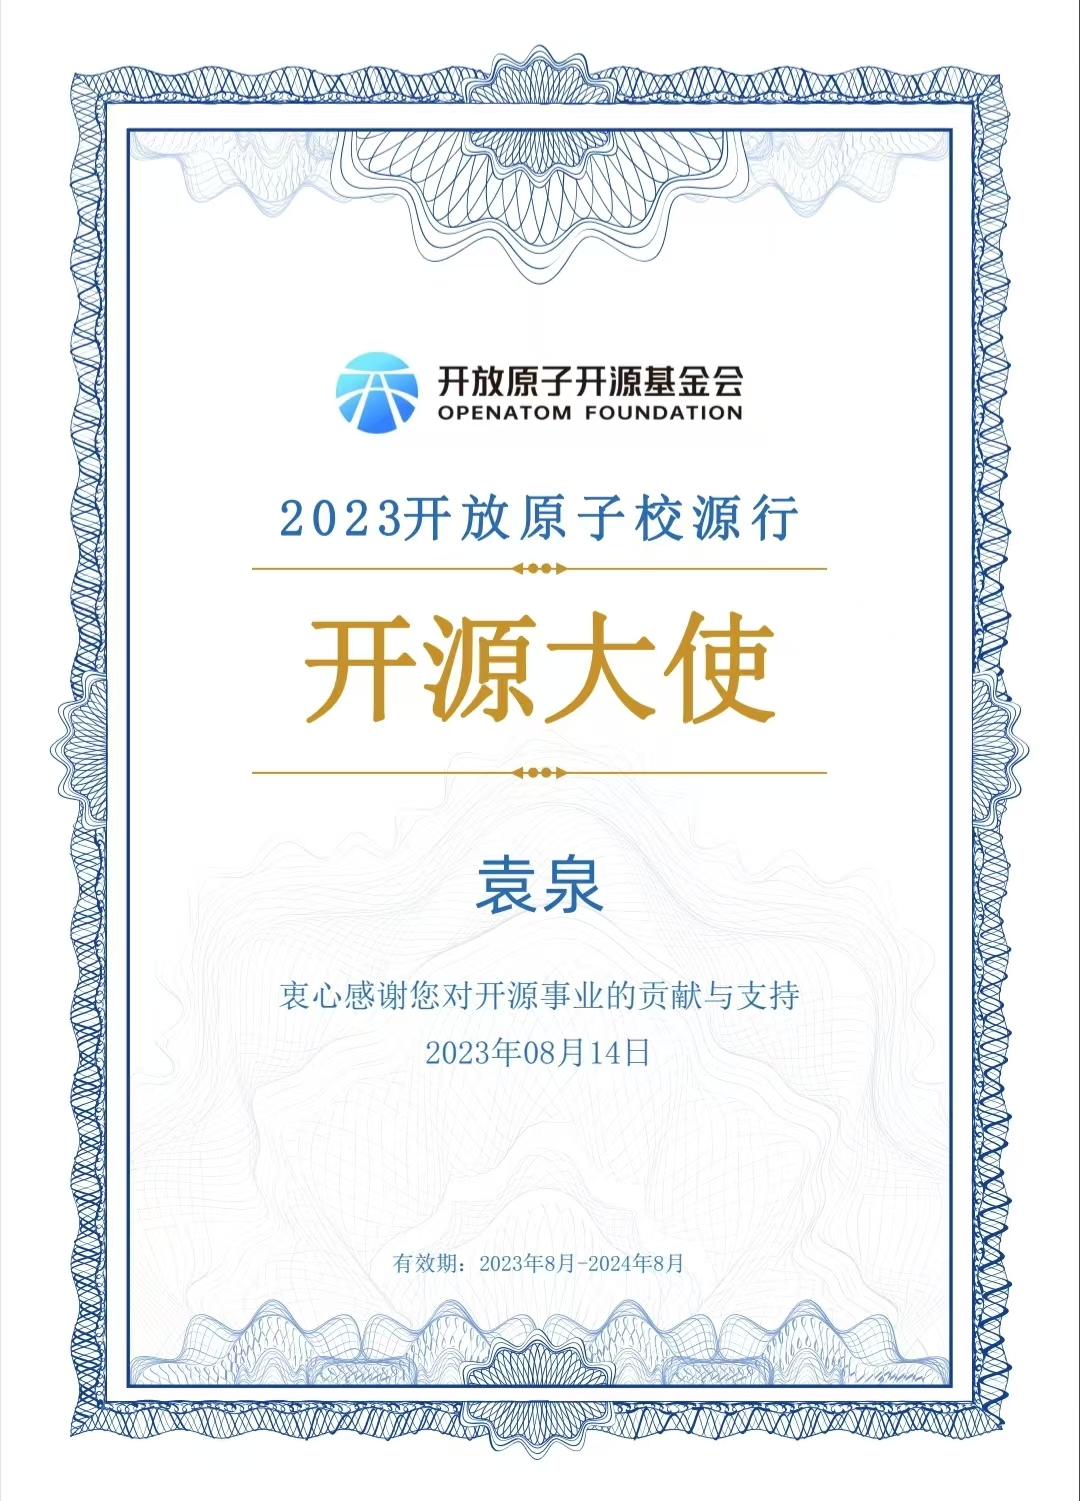 开放原子开源基金会
OPENATOM FOUNDATION
2023开放原子校源行
开源大使
袁泉
衷心感谢您对开源事业的贡献与支持
2023年08月14日
有效期：2023年8月-2024年8月